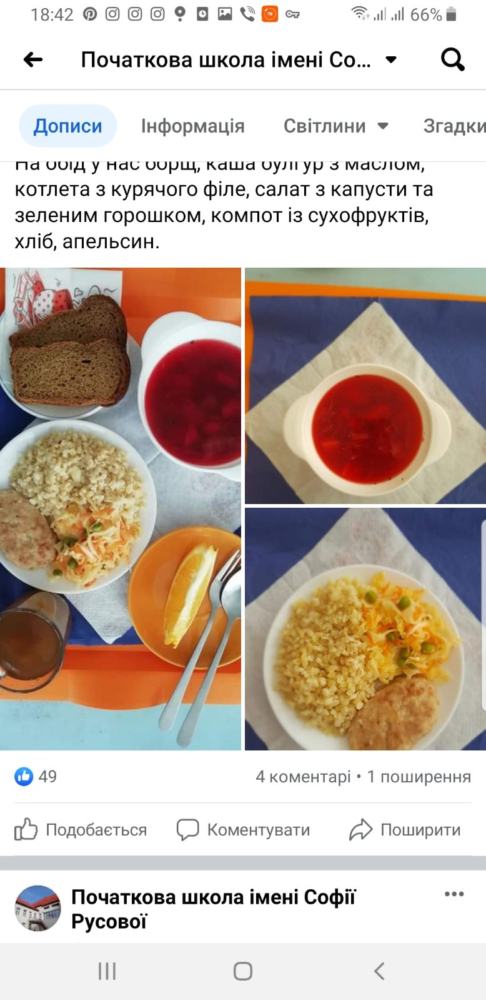 18:42
66%
Початкова школа імені Со...
Дописи
Інформація
Світлини
Згадки
На обід у нас борщ, каша булгур з маслом,
котлета з курячого філе, салат з капусти та
зеленим горошком, компот із сухофруктів,
хліб, апельсин.
49
4 коментарі • 1 поширення
Подобається
Коментувати
Поширити
Початкова школа імені Софії
Русової